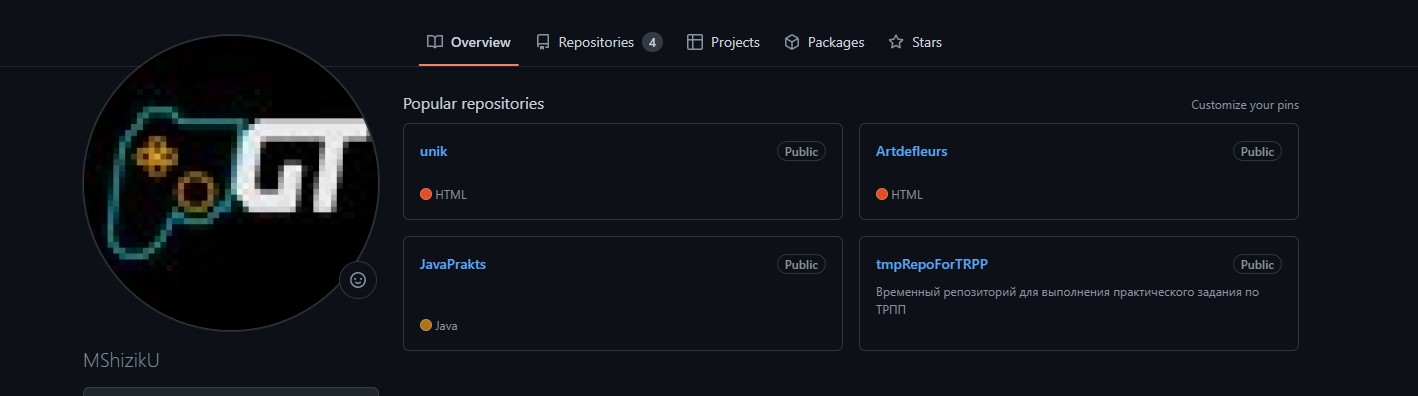 Overview Repositories 4 Projects Packages Stars
Popular repositories Customize your pins
unik Public
HTML
Artdefleurs Public
HTML
JavaPrakts Public
Java
tmpRepoForTRPP Public
Временный репозиторий для выполнения практического задания по
ТРПП
GT
MShizikU